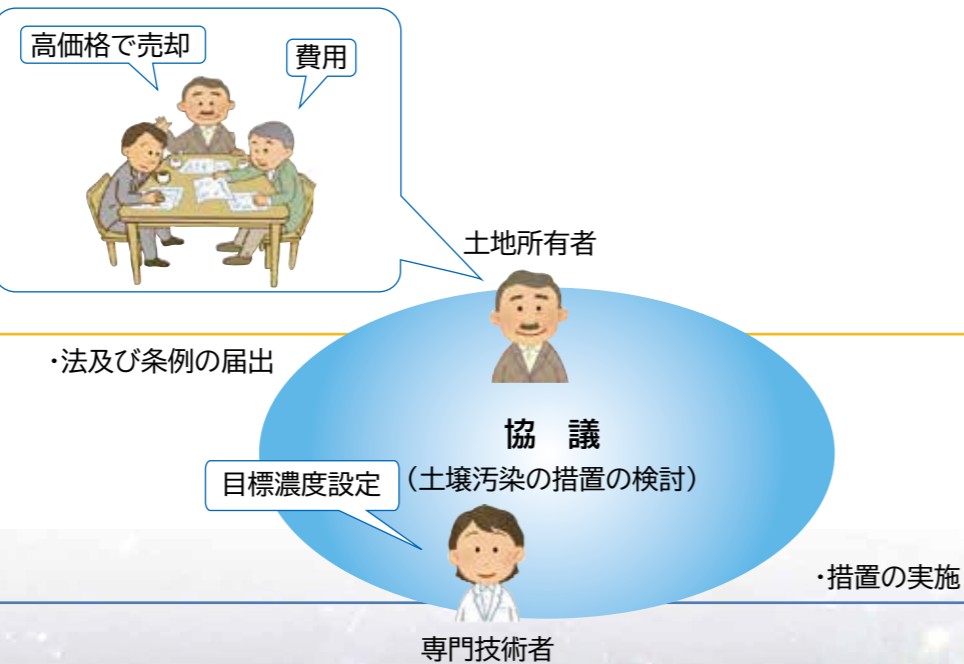 高価格で売却
費用
土地所有者
・法及び条例の届出
協　議
（土壌汚染の措置の検討）
目標濃度設定
・措置の実施
専門技術者